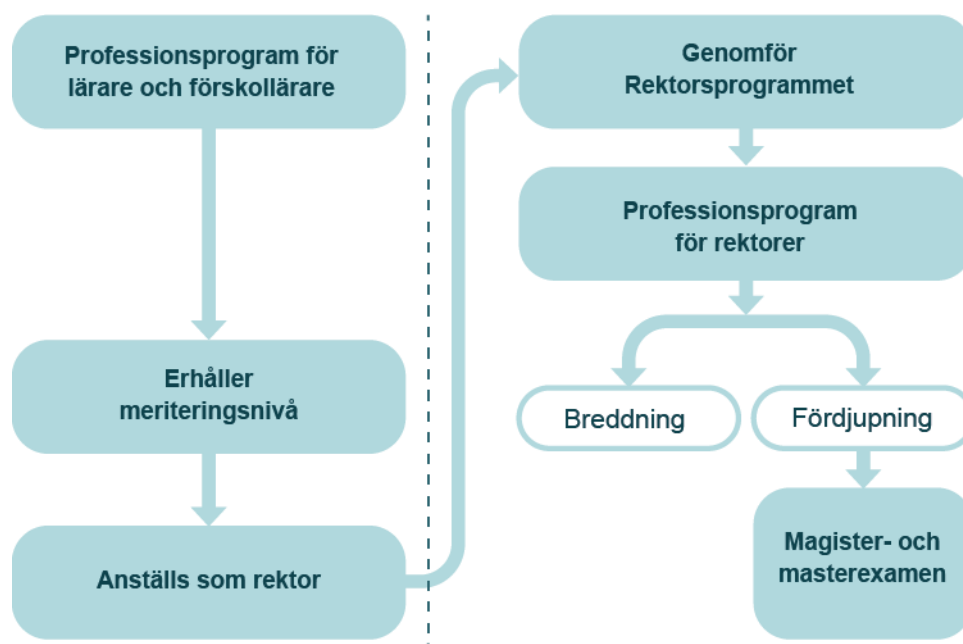 Professionsprogram för
lärare och förskollärare
Erhåller
meriteringsnivå
Anställs som rektor
Genomför
Rektorsprogrammet
Professionsprogram
för rektorer
Breddning
Fördjupning
Magister- och
masterexamen